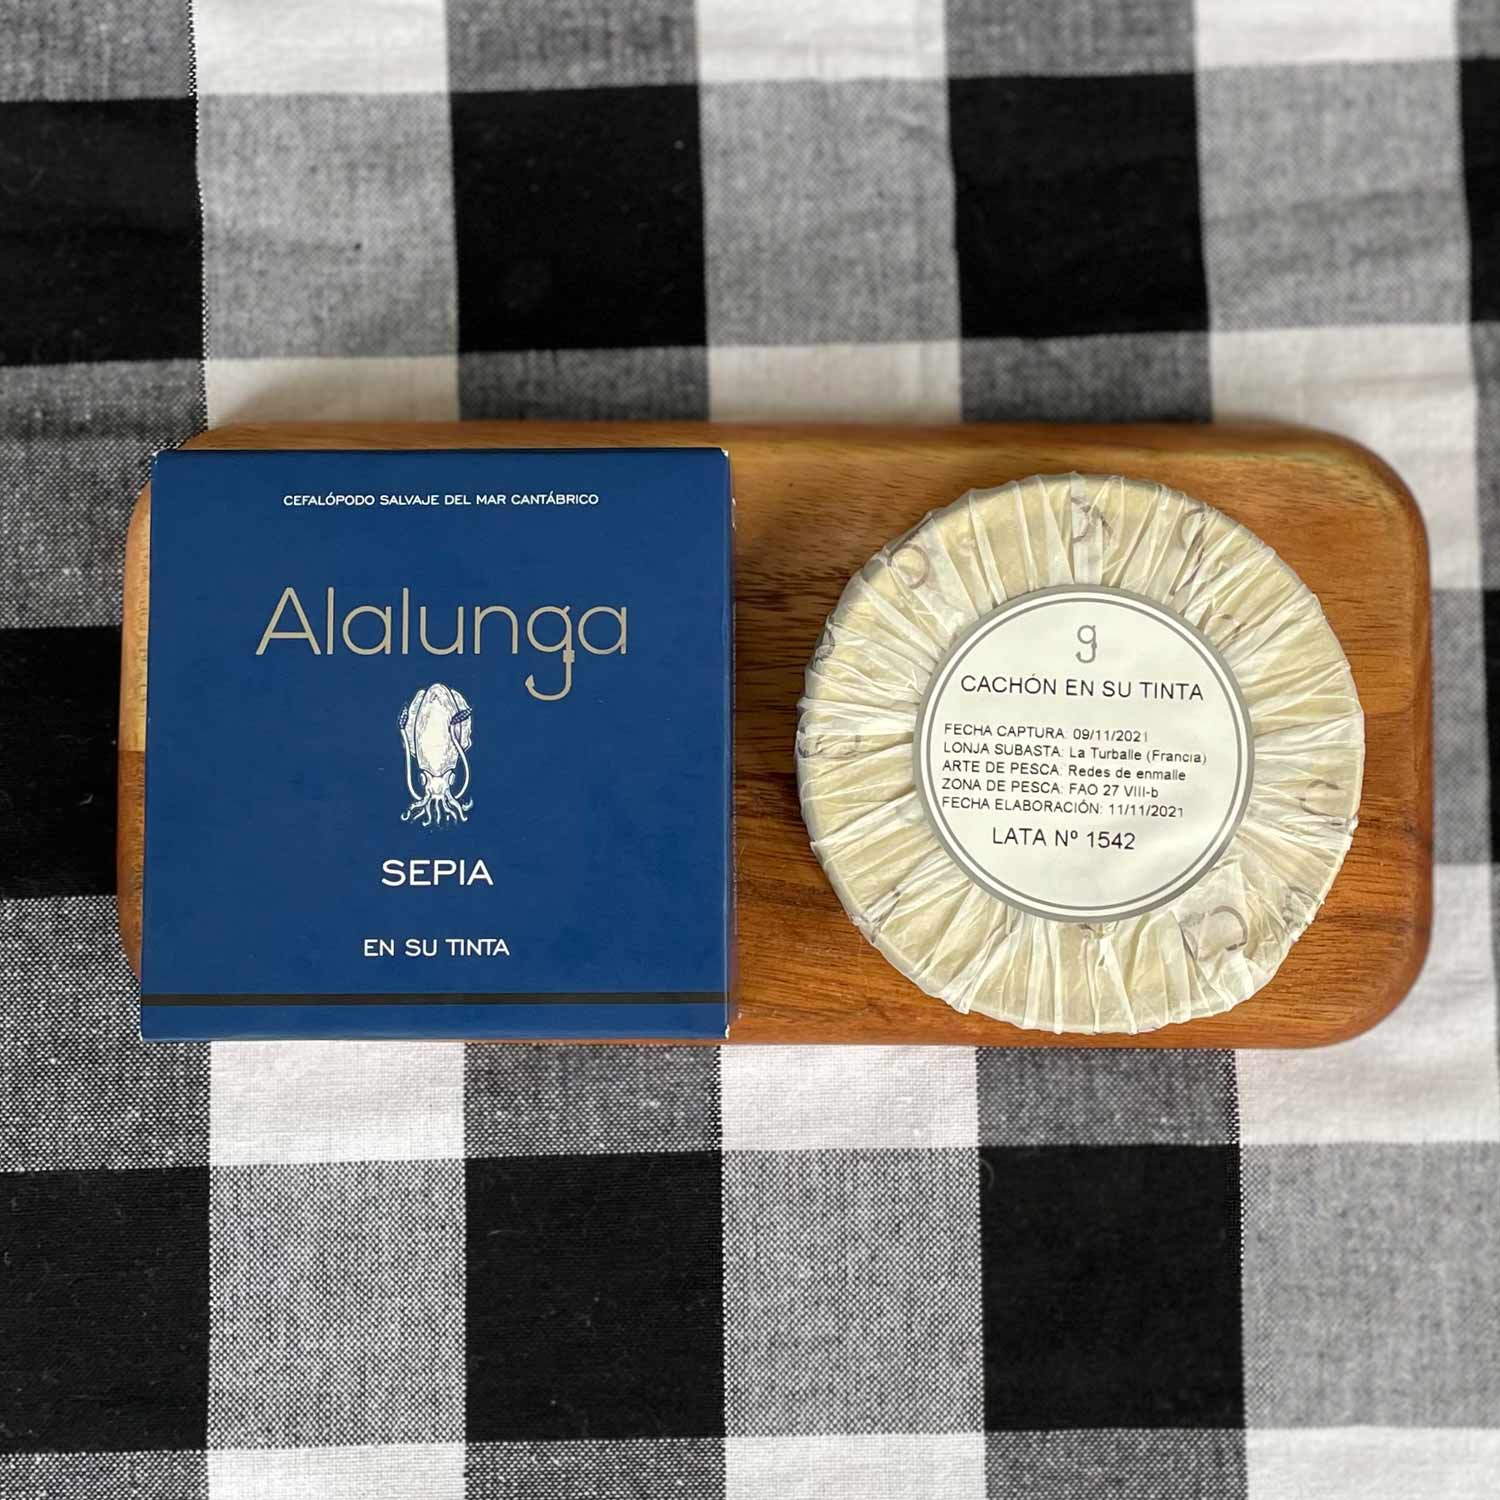 CEFALÓPODO SALVAJE DEL MAR CANTÁBRICO
Alalunga
SEPIA
EN SU TINTA
g
CACHÓN EN SU TINTA
FECHA CAPTURA: 09/11/2021
LONJA SUBASTA: La Turballe (Francia)
ARTE DE PESCA: Redes de enmalle
ZONA DE PESCA: FAO 27 VIII-b
FECHA ELABORACIÓN: 11/11/2021
LATA Nº 1542